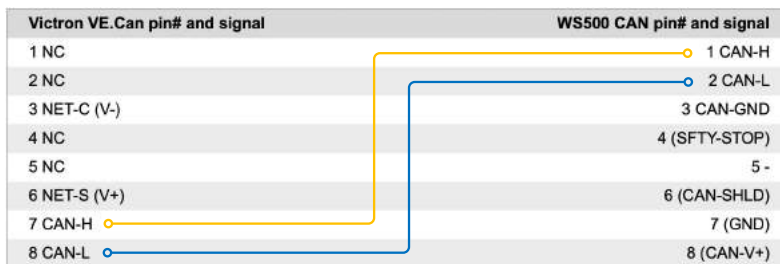 Victron VE.Can pin# and signal WS500 CAN pin# and signal
1 NC 1 CAN-H
2 NC 2 CAN-L
3 NET-C (V-) 3 CAN-GND
4 NC 4 (SFTY-STOP)
5 NC 5 -
6 NET-S (V+) 6 (CAN-SHLD)
7 CAN-H 7 (GND)
8 CAN-L 8 (CAN-V+)